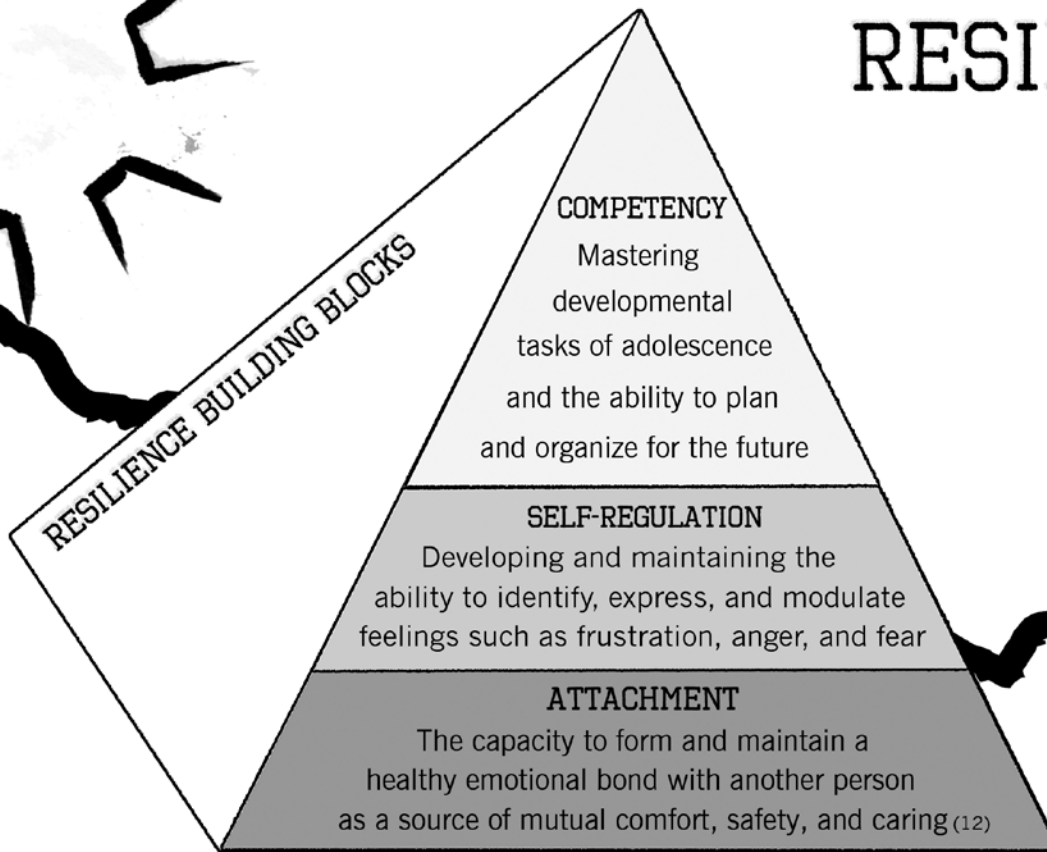 RESI
RESILIENCE BUILDING BLOCKS
COMPETENCY
Mastering
developmental
tasks of adolescence
and the ability to plan
and organize for the future
SELF-REGULATION
Developing and maintaining the
ability to identify, express, and modulate
feelings such as frustration, anger, and fear
ATTACHMENT
The capacity to form and maintain a
healthy emotional bond with another person
as a source of mutual comfort, safety, and caring (12)